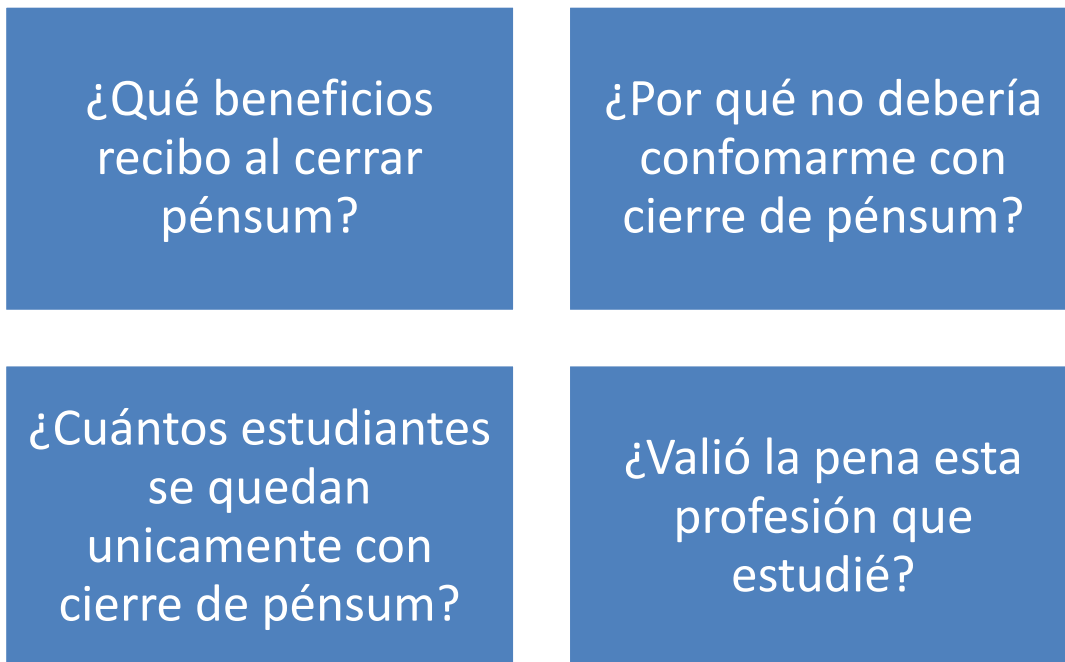 ¿Qué beneficios
recibo al cerrar
pénsum?
¿Por qué no debería
confomarme con
cierre de pénsum?
¿Cuántos estudiantes
se quedan
unicamente con
cierre de pénsum?
¿Valió la pena esta
profesión que
estudié?